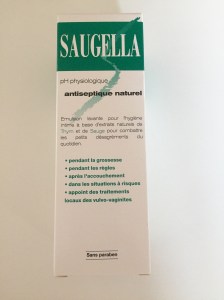 SAUGELLA
pH physiologique
antiseptique naturel
Emulsion lavante pour l'hygiène
intime à base d'extraits naturels de
Thym et de Sauge pour combattre
les petits désagréments du
quotidien.
• pendant la grossesse
• pendant les règles
• après l'accouchement
• dans les situations à risques
• appoint des traitements
locaux des vulvo-vaginites
Sans paraben